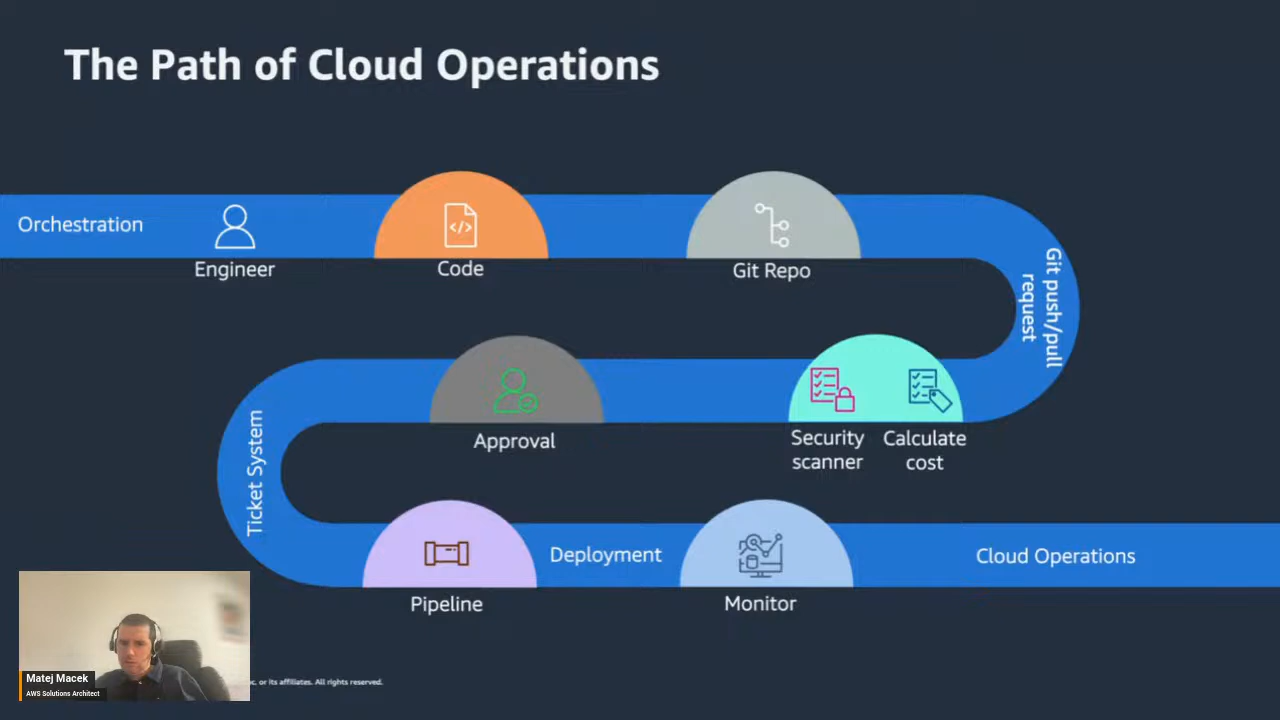 The Path of Cloud Operations
Orchestration
Engineer
Code
Git Repo
Git push/pull
request
Security
scanner
Calculate
cost
Approval
Ticket System
Pipeline
Deployment
Monitor
Cloud Operations
Matej Macek
AWS Solutions Architect
or its affiliates. All rights reserved.